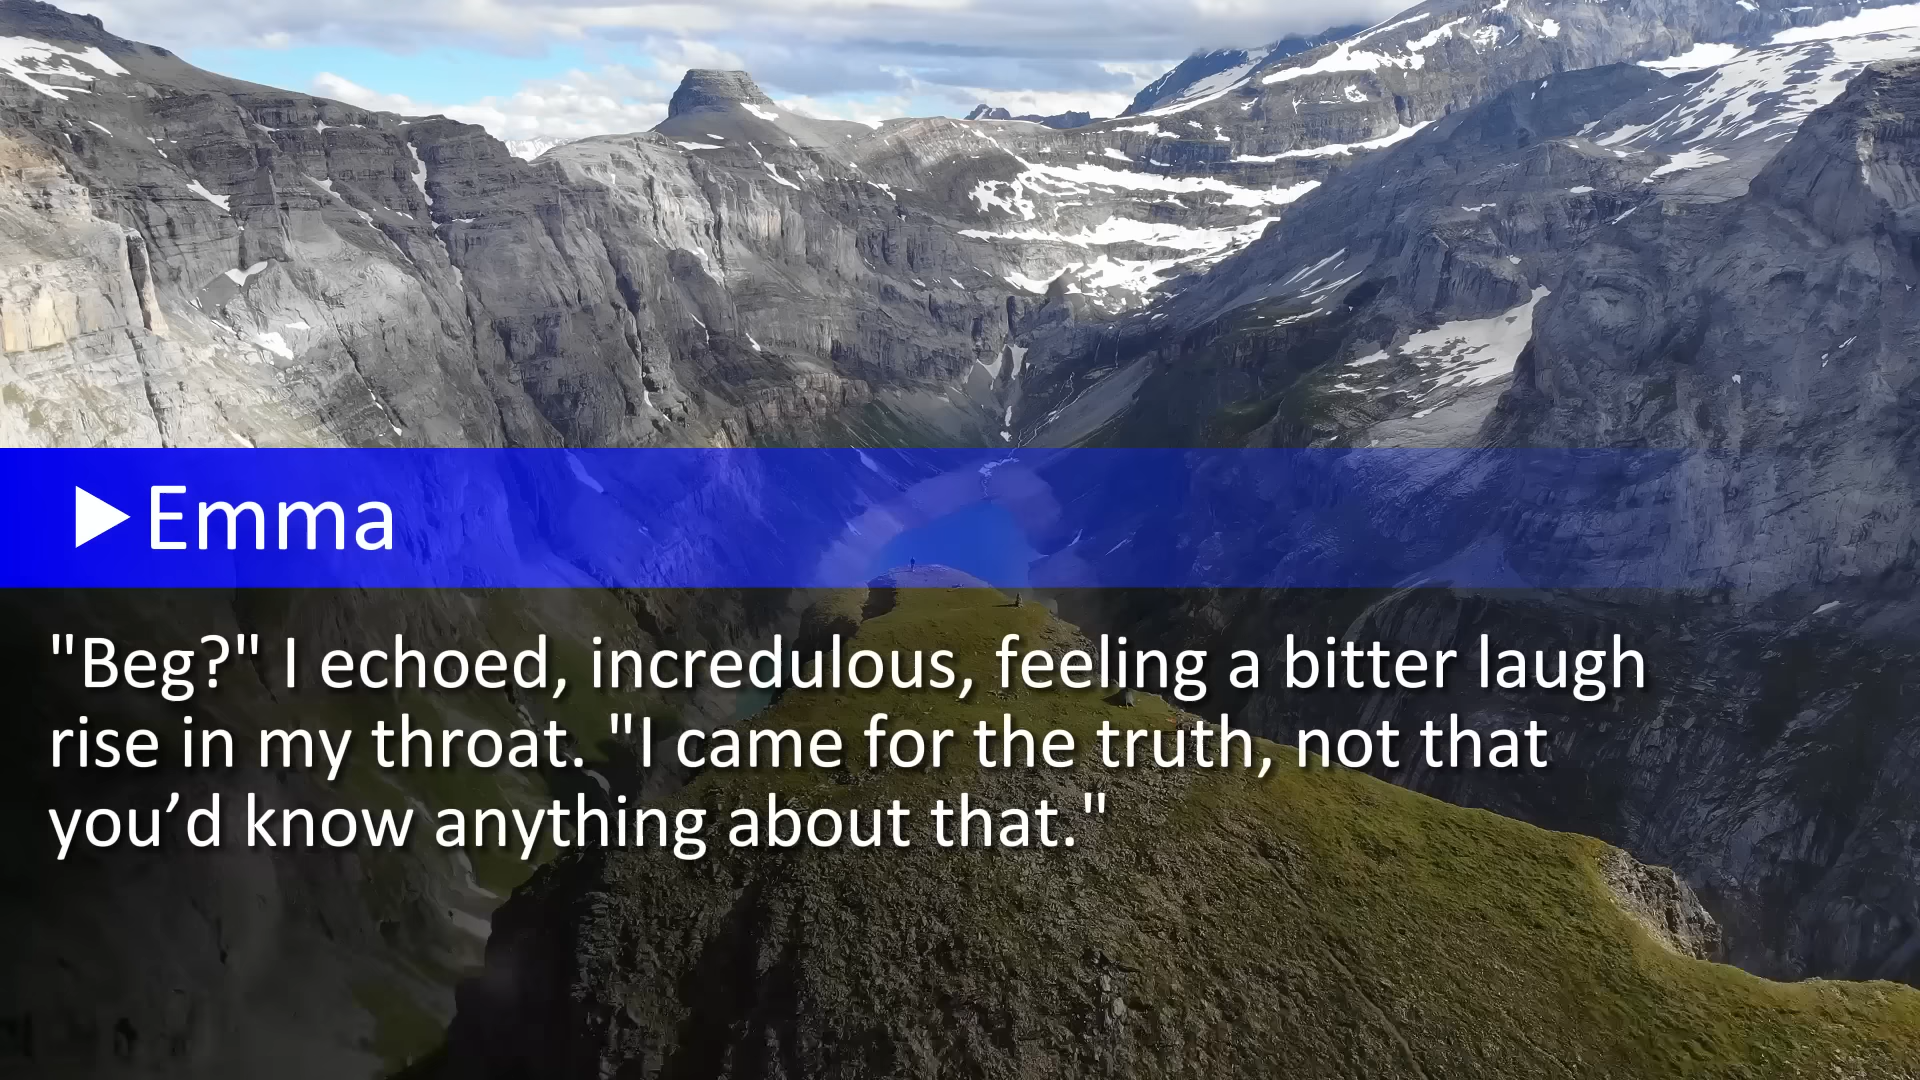 Emma
"Beg?" I echoed, incredulous, feeling a bitter laugh
rise in my throat. "I came for the truth, not that
you’d know anything about that."